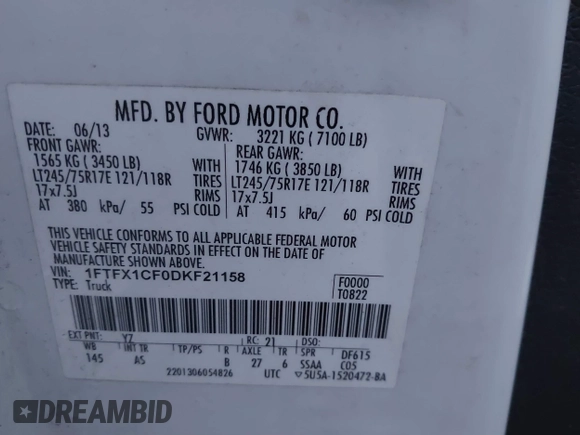 MFD. BY FORD MOTOR CO.
DATE: 06/13 GVWR: 3221 KG ( 7100 LB)
FRONT GAWR: REAR GAWR:
1565 KG ( 3450 LB) WITH 1746 KG ( 3850 LB) WITH
LT245/75R17E 121/118R TIRES LT245/75R17E 121/118R TIRES
17x7.5J RIMS 17x7.5J RIMS
AT 380 kPa/ 55 PSI COLD AT 415 kPa/ 60 PSI COLD
THIS VEHICLE CONFORMS TO ALL APPLICABLE FEDERAL MOTOR
VEHICLE SAFETY STANDARDS IN EFFECT ON THE DATE OF
MANUFACTURE SHOWN ABOVE.
VIN: 1FTFX1CF0DKF21158 F0000
TYPE: Truck T0822
EXT PNT: YZ RC: 21 DSO:
WB INT TR TP/PS R AXLE TR SPR DF615
145 AS B 27 6 SSAA C05
2201306054826 UTC 5U5A-1520472-BA
DREAMBID